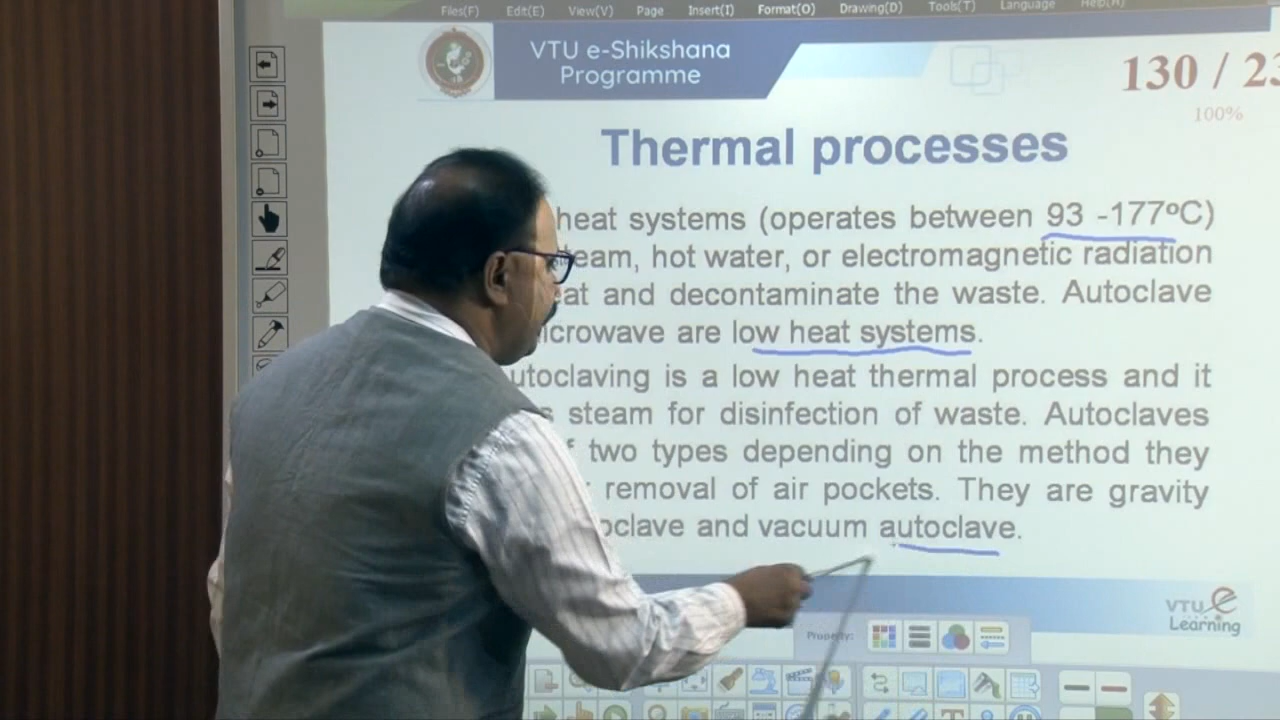 Files(F) Edit(E) View(V) Page Insert(I) Format(O) Drawing(D) Tools(T) Language Help(H)
VTU e-Shikshana
Programme
130 / 23
100%
Thermal processes
heat systems (operates between 93 -177ºC)
team, hot water, or electromagnetic radiation
eat and decontaminate the waste. Autoclave
icrowave are low heat systems.
utoclaving is a low heat thermal process and it
s steam for disinfection of waste. Autoclaves
f two types depending on the method they
removal of air pockets. They are gravity
oclave and vacuum autoclave.
VTU e
Learning
Property: